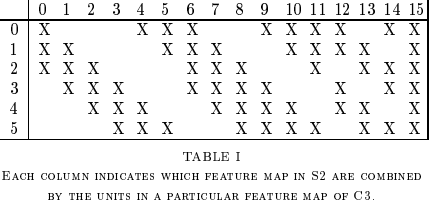 0 1 2 3 4 5 6 7 8 9 10 11 12 13 14 15
0 X X X X X X X X X X
1 X X X X X X X X X X
2 X X X X X X X X X X
3 X X X X X X X X X X
4 X X X X X X X X X X
5 X X X X X X X X X X
TABLE I
Each column indicates which feature map in S2 are combined
by the units in a particular feature map of C3.